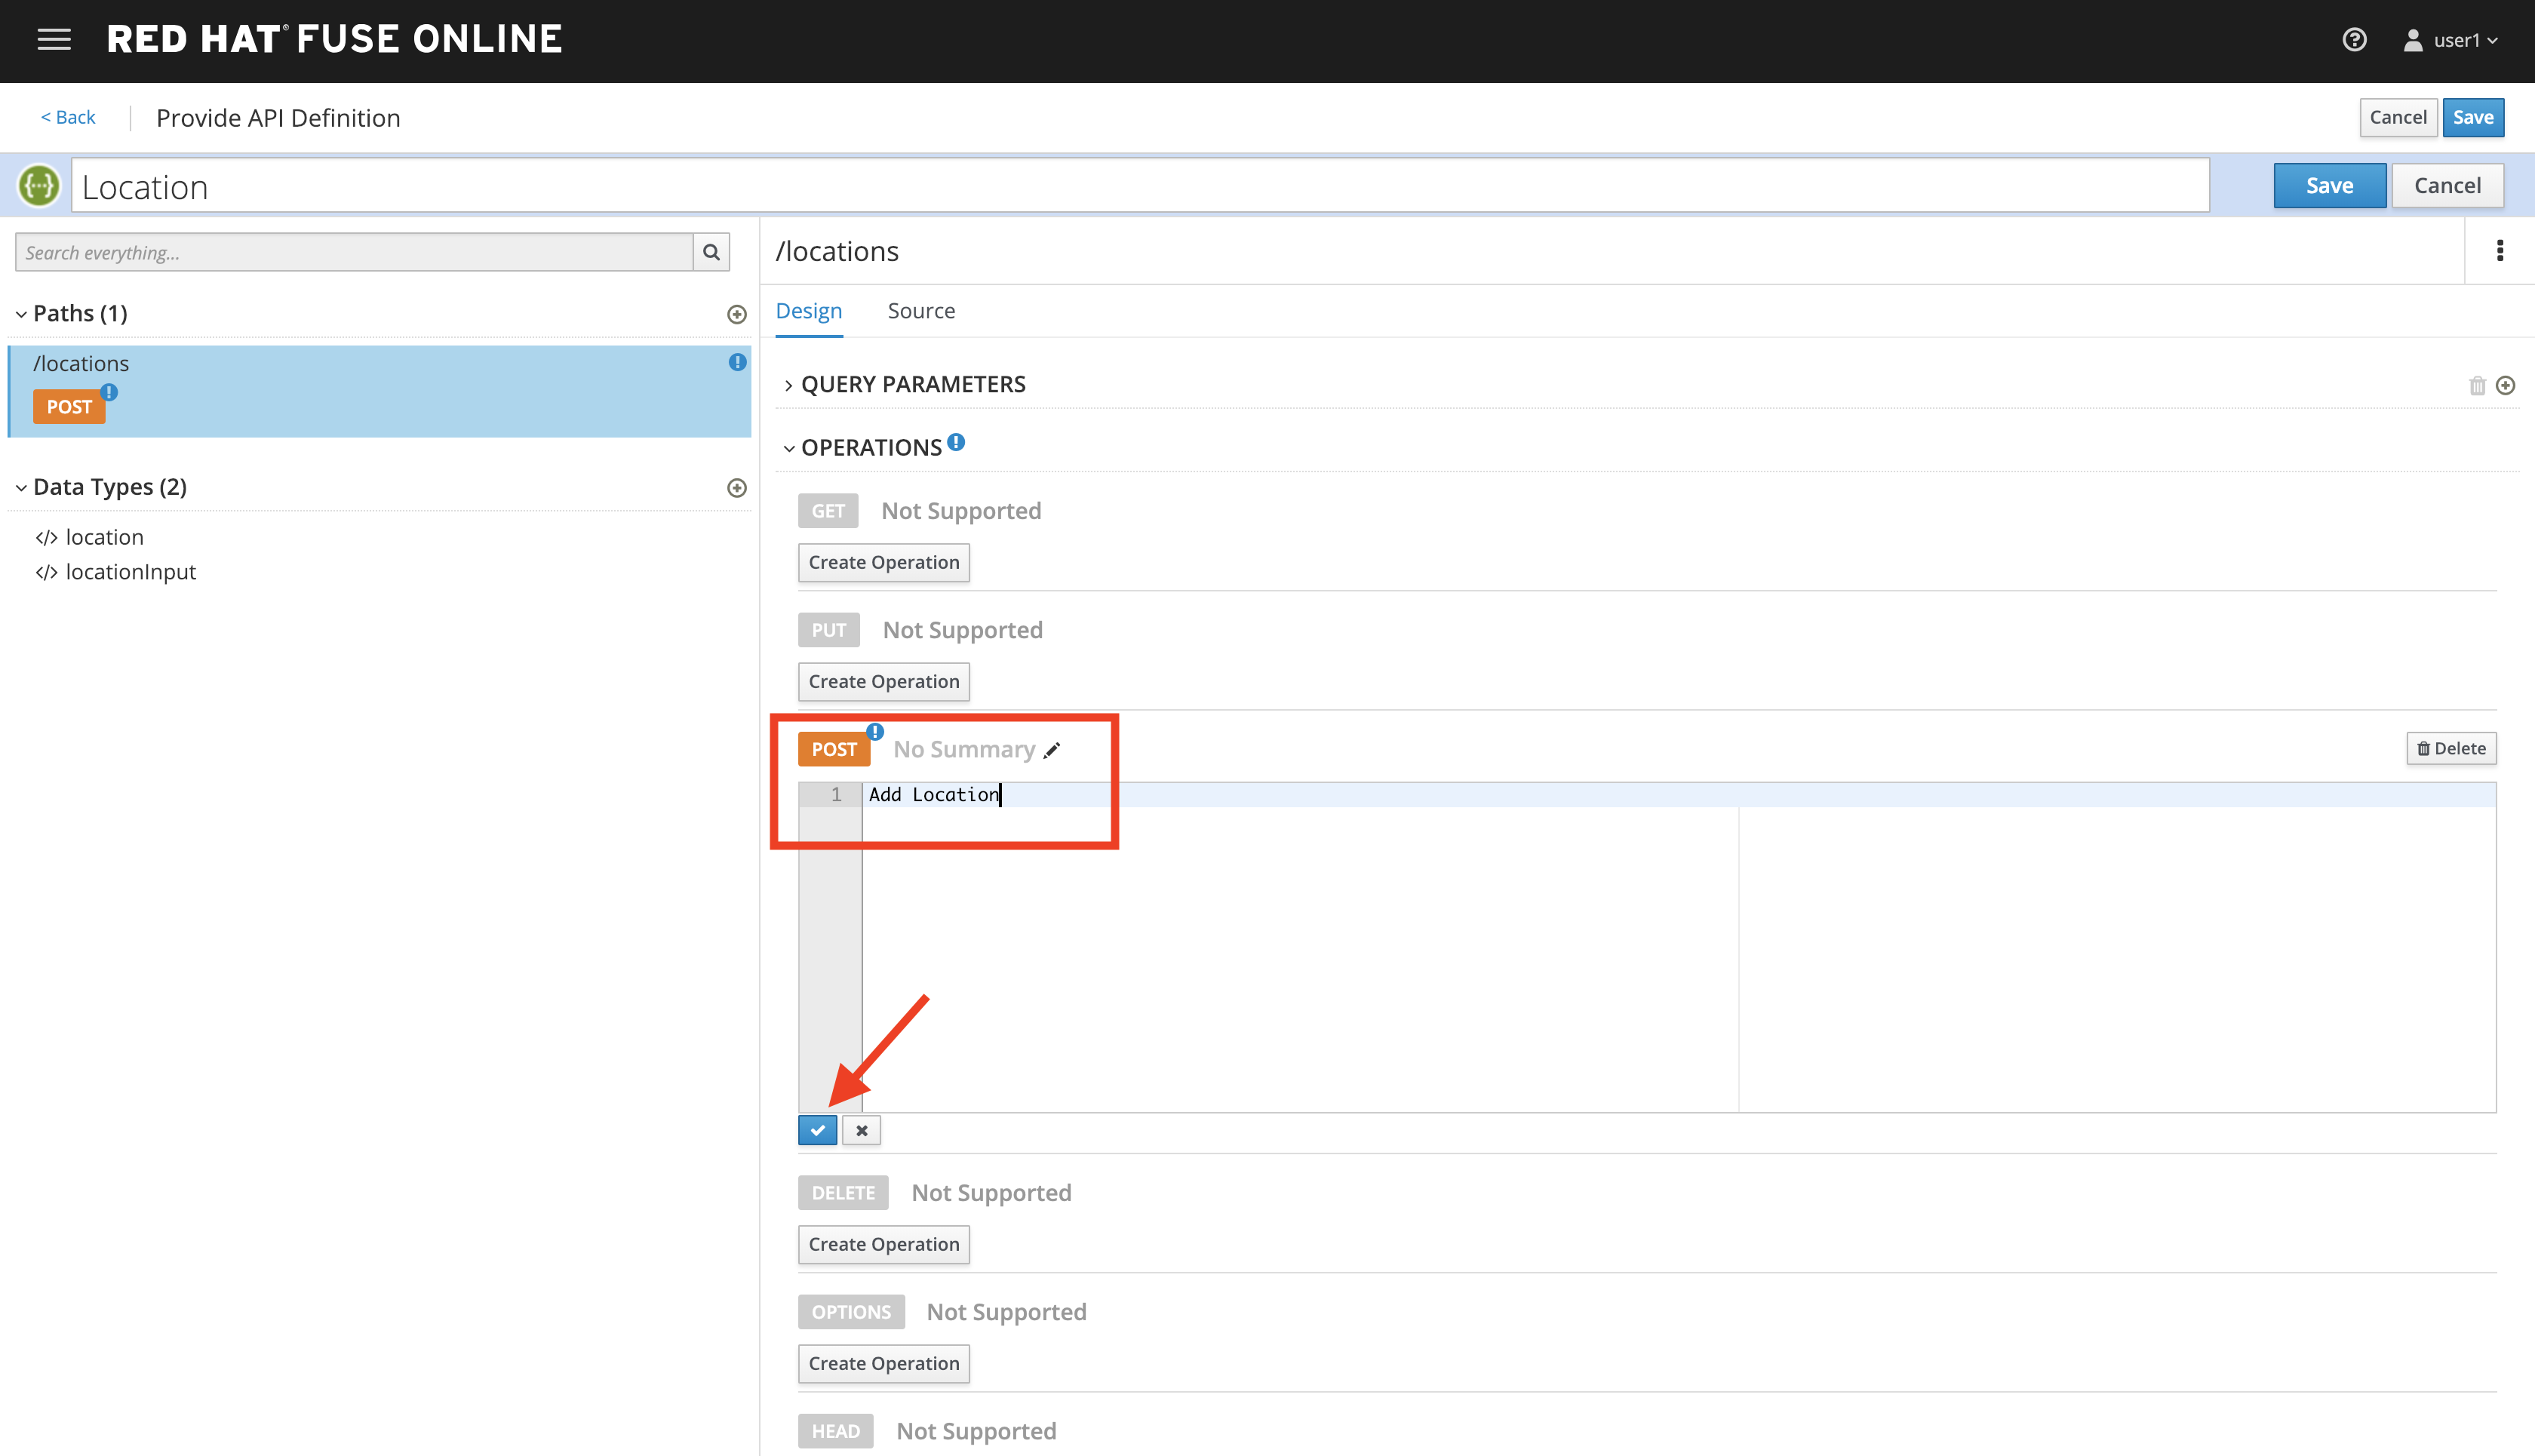 RED HAT® FUSE ONLINE
user1
< Back
Provide API Definition
Cancel
Save
Location
Save
Cancel
Search everything...
/locations
Paths (1)
/locations
POST
Data Types (2)
</> location
</> locationInput
Design
Source
QUERY PARAMETERS
OPERATIONS
GET Not Supported
Create Operation
PUT Not Supported
Create Operation
POST No Summary
Delete
1 Add Location
DELETE Not Supported
Create Operation
OPTIONS Not Supported
Create Operation
HEAD Not Supported